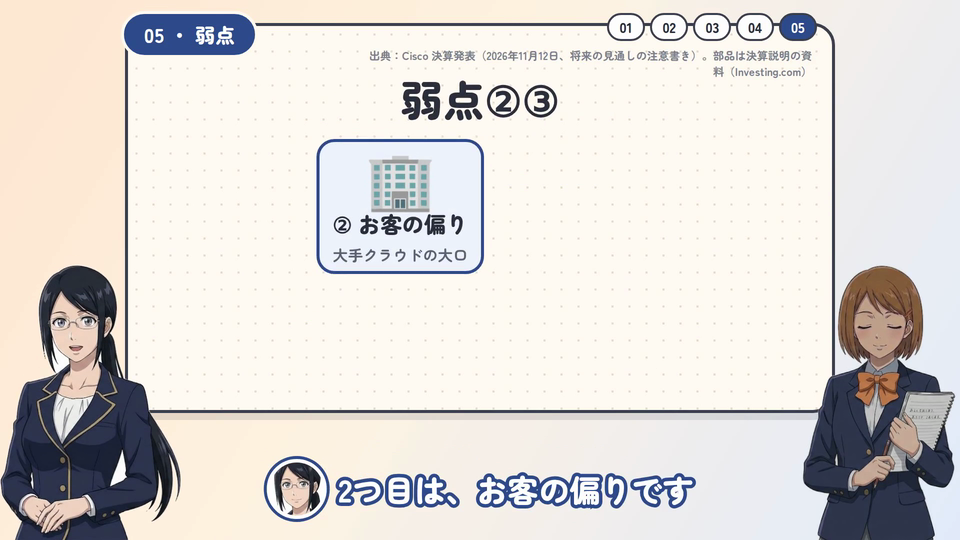 05 ・ 弱点
01 02 03 04 05
出典：Cisco 決算発表（2026年11月12日、将来の見通しの注意書き）。部品は決算説明の資
料（Investing.com）
弱点②③
② お客の偏り
大手クラウドの大口
2つ目は、お客の偏りです